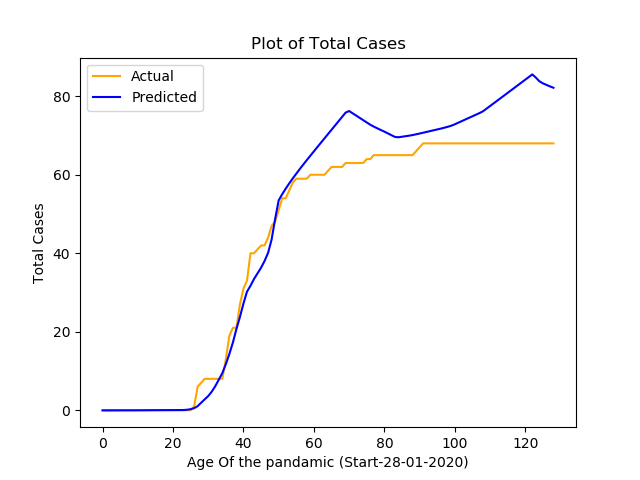 Plot of Total Cases
Actual
Predicted
80
60
40
20
0
Total Cases
0 20 40 60 80 100 120
Age Of the pandamic (Start-28-01-2020)